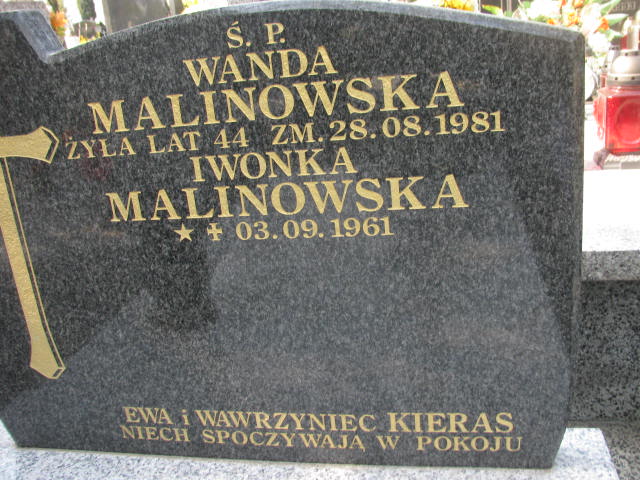 Ś. P.
WANDA
MALINOWSKA
ŻYŁA LAT 44 ZM. 28.08.1981
IWONKA
MALINOWSKA
★ ✝ 03.09.1961
EWA i WAWRZYNIEC KIERAS
NIECH SPOCZYWAJĄ W POKOJU